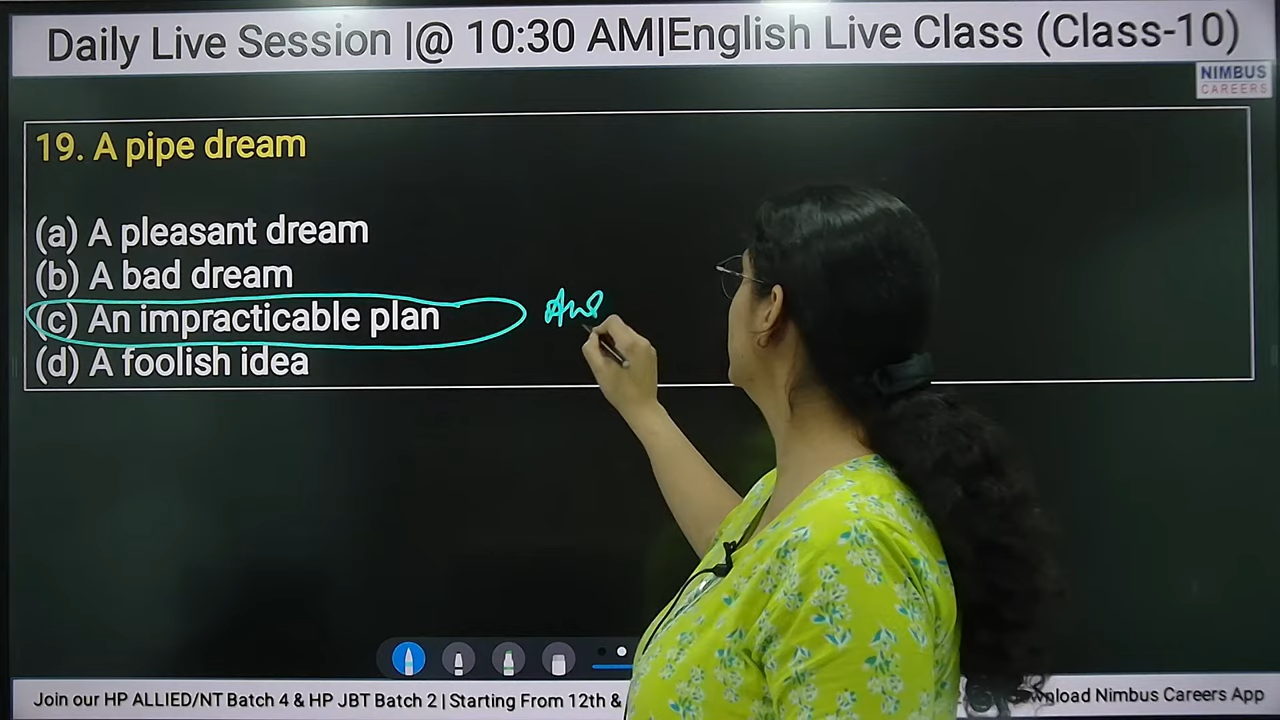 Daily Live Session |@ 10:30 AM|English Live Class (Class-10)
NIMBUS
CAREERS
19. A pipe dream
(a) A pleasant dream
(b) A bad dream
(c) An impracticable plan
Ans
(d) A foolish idea
Join our HP ALLIED/NT Batch 4 & HP JBT Batch 2 | Starting From 12th & Nimbus Careers App